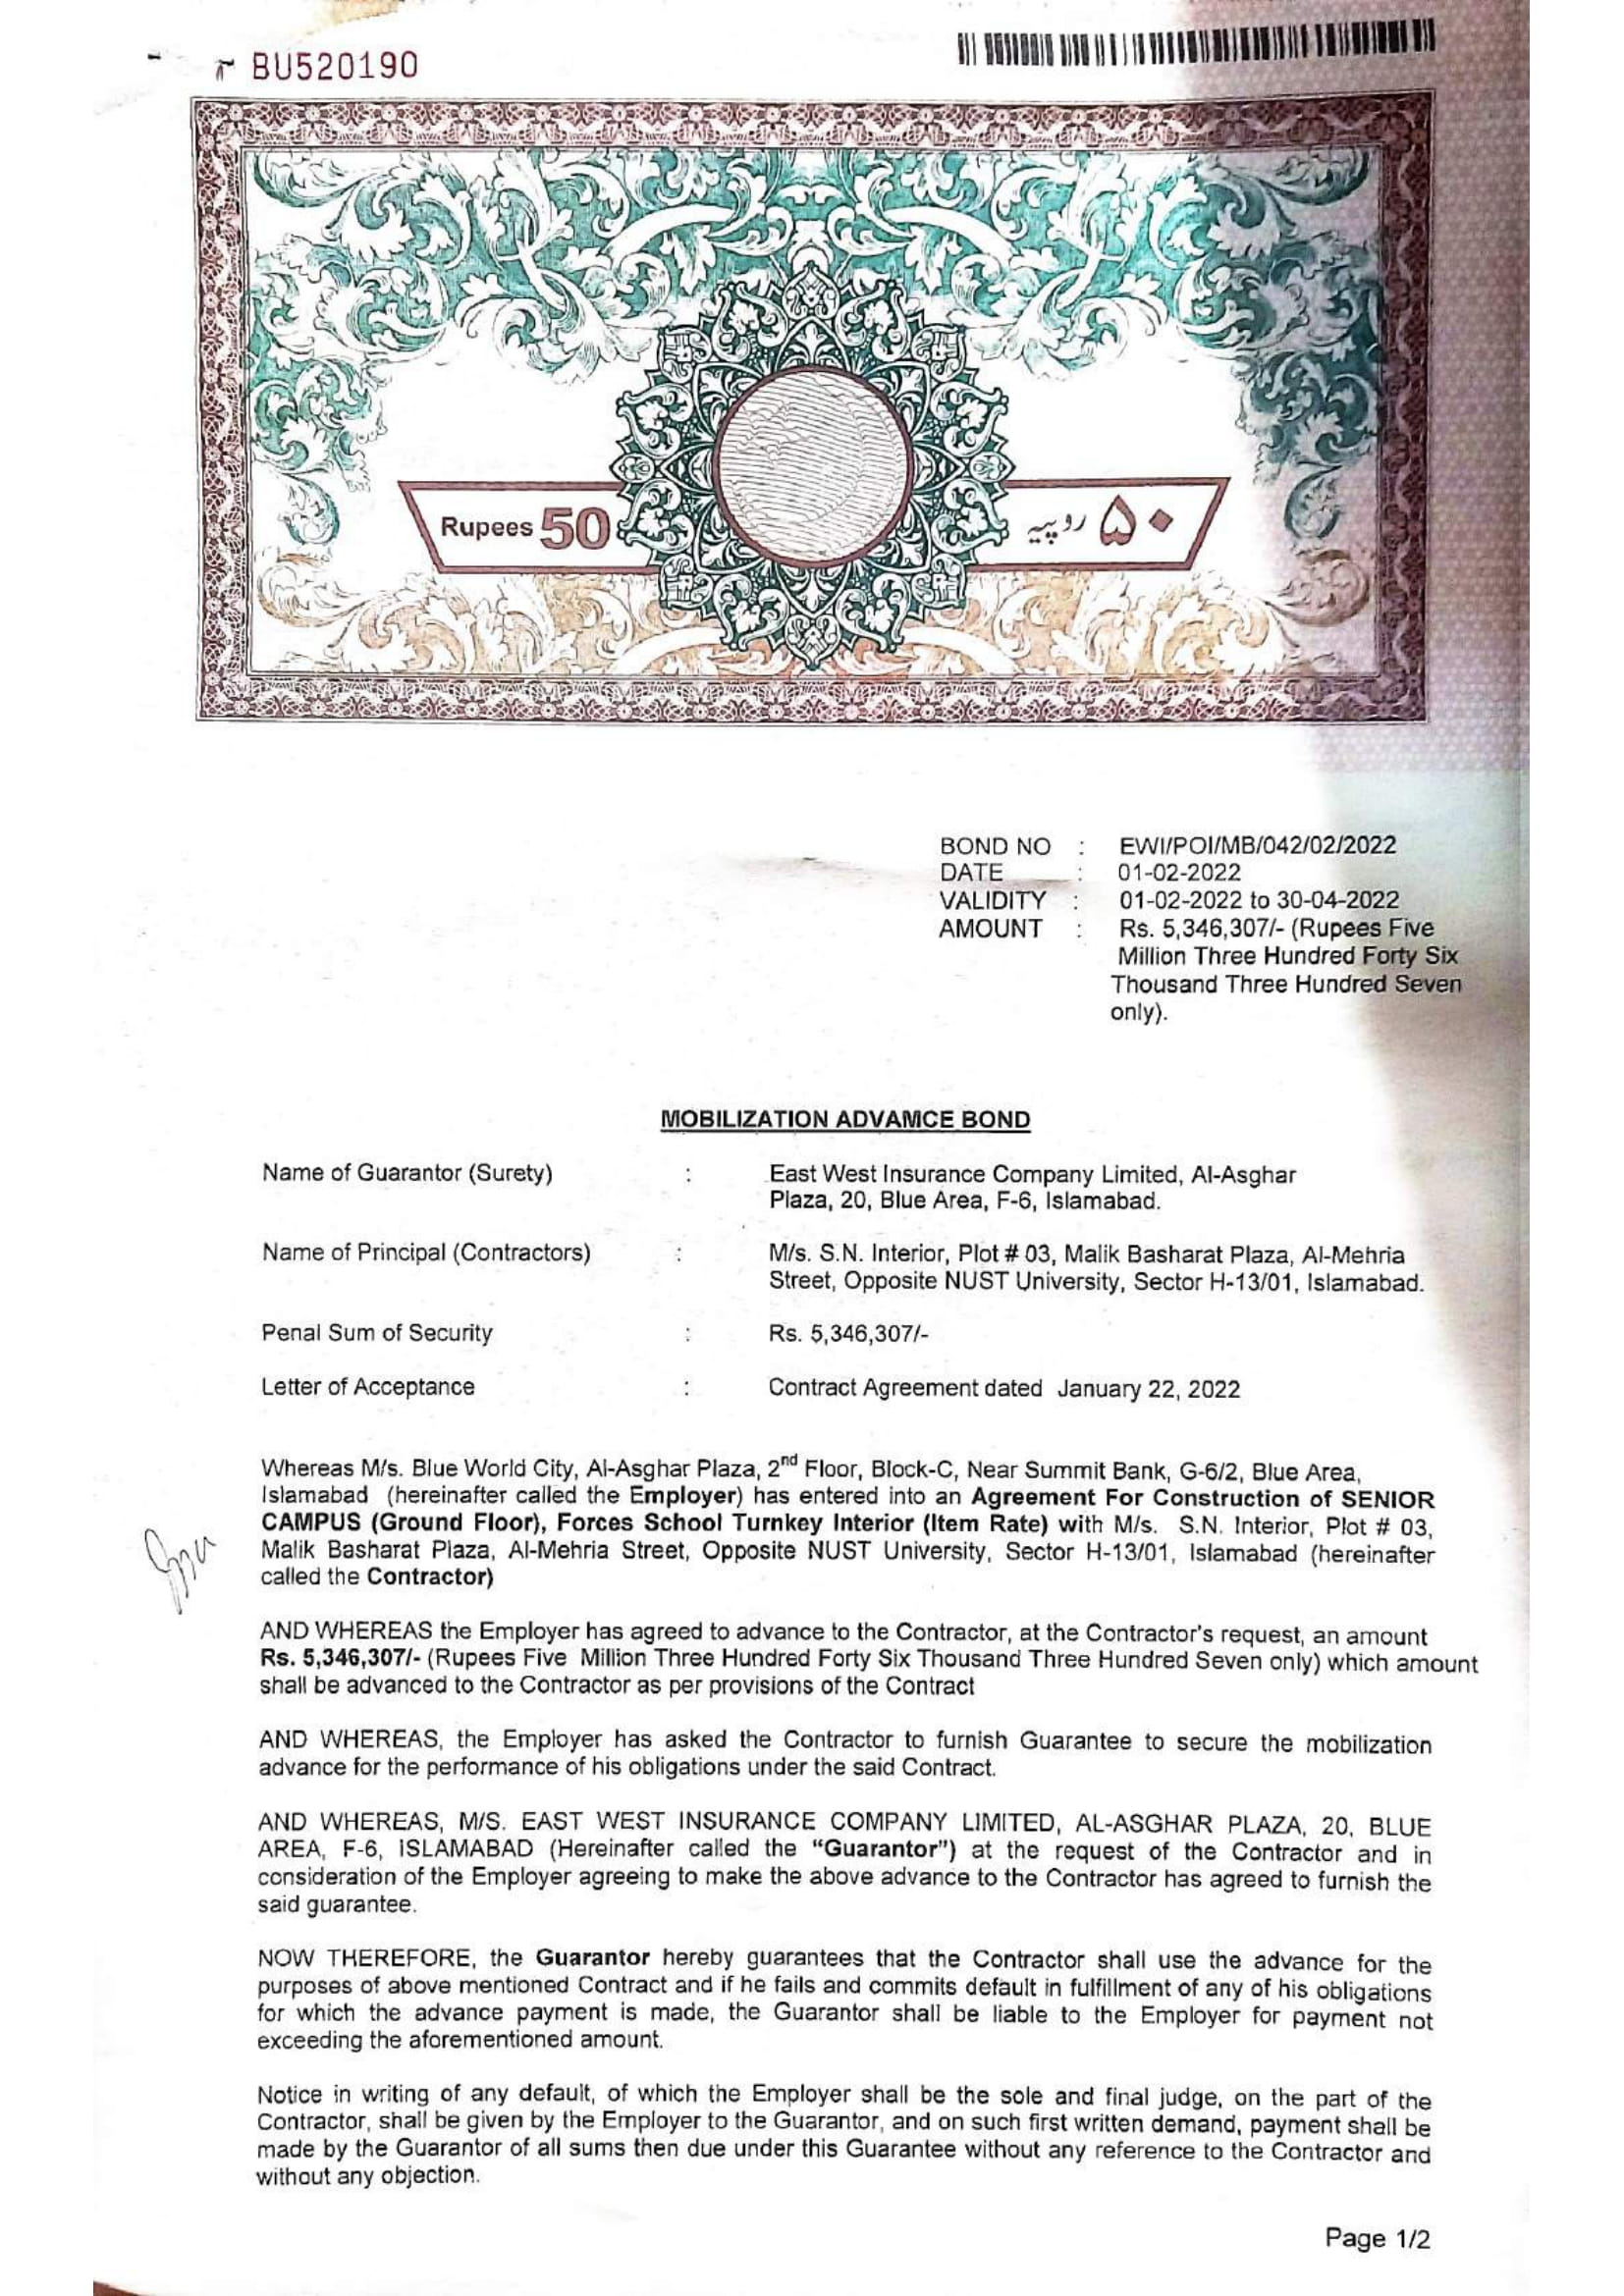 BU520190
Rupees 50
۵۰ روپیہ
BOND NO : EWI/POI/MB/042/02/2022
DATE : 01-02-2022
VALIDITY : 01-02-2022 to 30-04-2022
AMOUNT : Rs. 5,346,307/- (Rupees Five
Million Three Hundred Forty Six
Thousand Three Hundred Seven
only).
MOBILIZATION ADVAMCE BOND
Name of Guarantor (Surety) : East West Insurance Company Limited, Al-Asghar
Plaza, 20, Blue Area, F-6, Islamabad.
Name of Principal (Contractors) : M/s. S.N. Interior, Plot # 03, Malik Basharat Plaza, Al-Mehria
Street, Opposite NUST University, Sector H-13/01, Islamabad.
Penal Sum of Security : Rs. 5,346,307/-
Letter of Acceptance : Contract Agreement dated January 22, 2022
Whereas M/s. Blue World City, Al-Asghar Plaza, 2nd Floor, Block-C, Near Summit Bank, G-6/2, Blue Area,
Islamabad (hereinafter called the Employer) has entered into an Agreement For Construction of SENIOR
CAMPUS (Ground Floor), Forces School Turnkey Interior (Item Rate) with M/s. S.N. Interior, Plot # 03,
Malik Basharat Plaza, Al-Mehria Street, Opposite NUST University, Sector H-13/01, Islamabad (hereinafter
called the Contractor)
AND WHEREAS the Employer has agreed to advance to the Contractor, at the Contractor's request, an amount
Rs. 5,346,307/- (Rupees Five Million Three Hundred Forty Six Thousand Three Hundred Seven only) which amount
shall be advanced to the Contractor as per provisions of the Contract
AND WHEREAS, the Employer has asked the Contractor to furnish Guarantee to secure the mobilization
advance for the performance of his obligations under the said Contract.
AND WHEREAS, M/S. EAST WEST INSURANCE COMPANY LIMITED, AL-ASGHAR PLAZA, 20, BLUE
AREA, F-6, ISLAMABAD (Hereinafter called the “Guarantor”) at the request of the Contractor and in
consideration of the Employer agreeing to make the above advance to the Contractor has agreed to furnish the
said guarantee.
NOW THEREFORE, the Guarantor hereby guarantees that the Contractor shall use the advance for the
purposes of above mentioned Contract and if he fails and commits default in fulfillment of any of his obligations
for which the advance payment is made, the Guarantor shall be liable to the Employer for payment not
exceeding the aforementioned amount.
Notice in writing of any default, of which the Employer shall be the sole and final judge, on the part of the
Contractor, shall be given by the Employer to the Guarantor, and on such first written demand, payment shall be
made by the Guarantor of all sums then due under this Guarantee without any reference to the Contractor and
without any objection.
Page 1/2